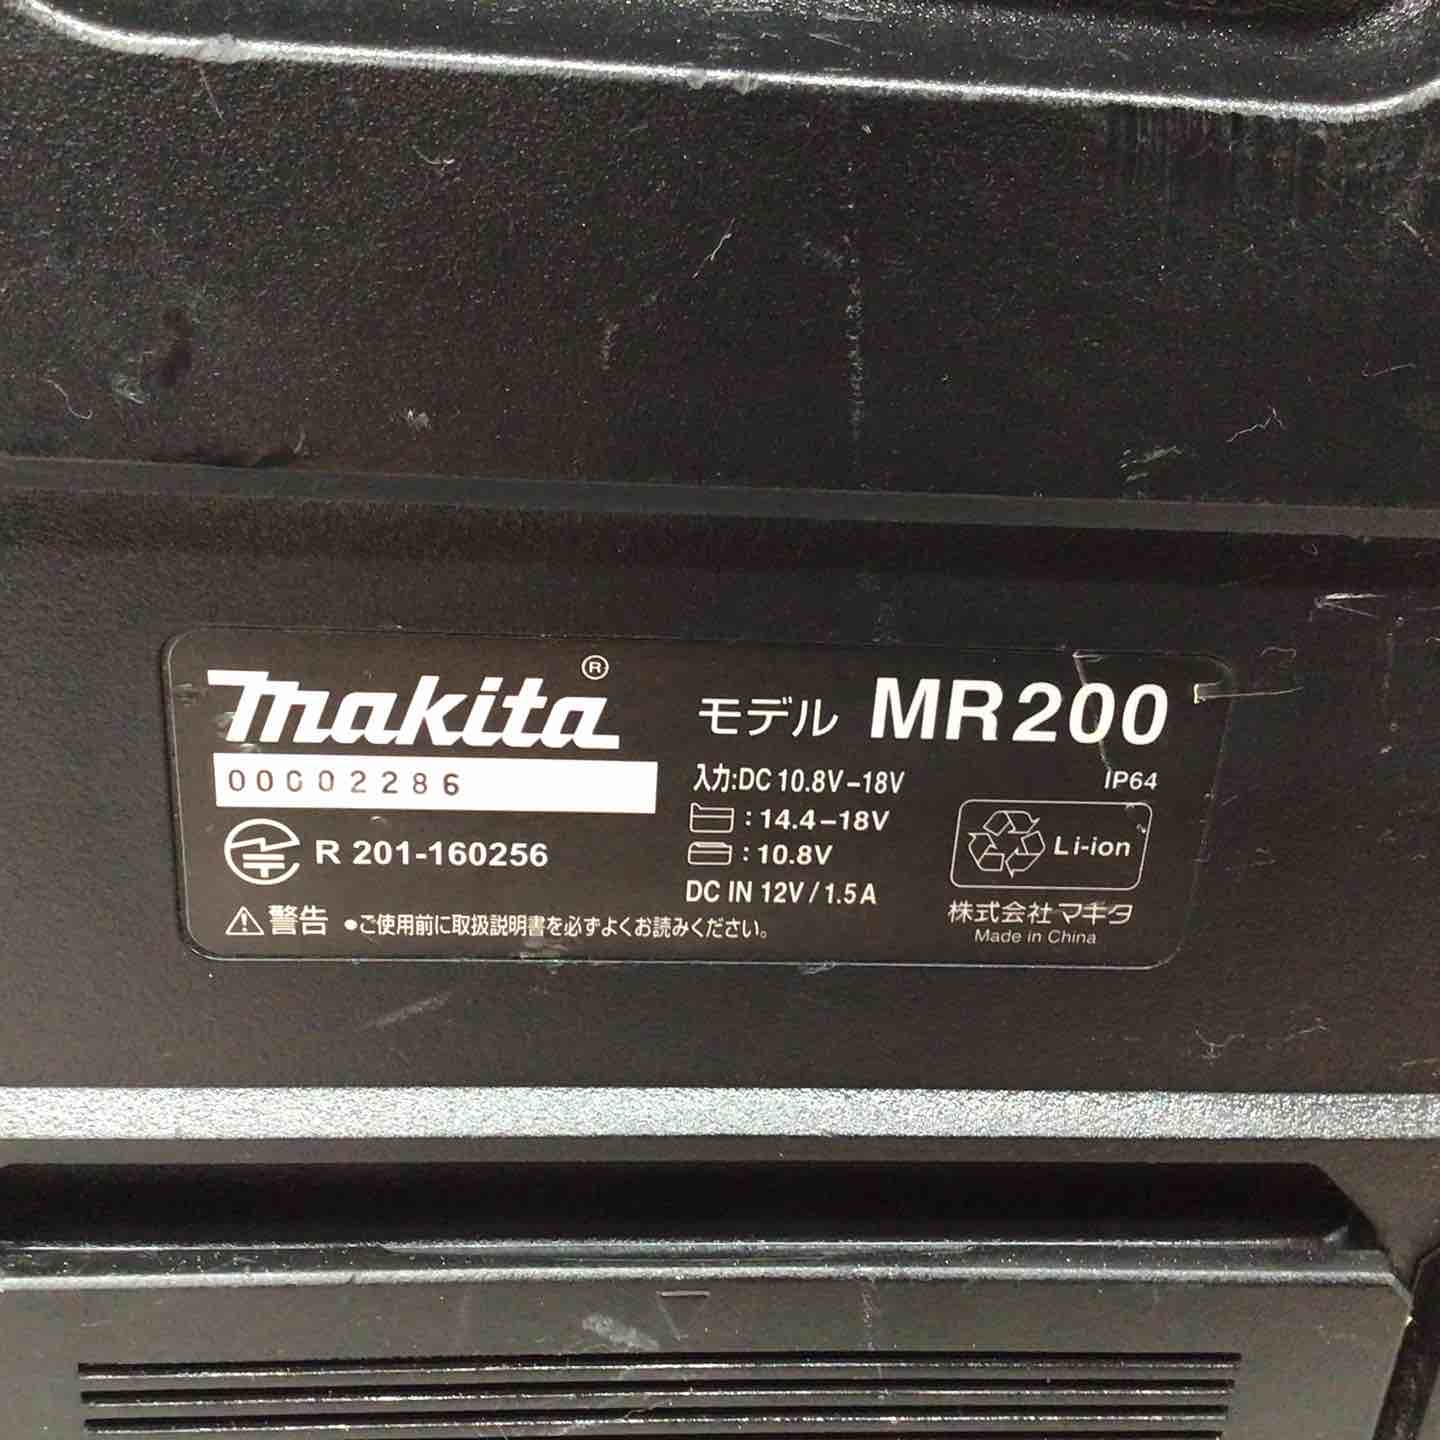 makita®
モデル MR200
00002286
入力:DC 10.8V-18V
IP64
: 14.4-18V
: 10.8V
Li-ion
R 201-160256
DC IN 12V / 1.5A
⚠警告 ●ご使用前に取扱説明書を必ずよくお読みください。
株式会社マキタ
Made in China